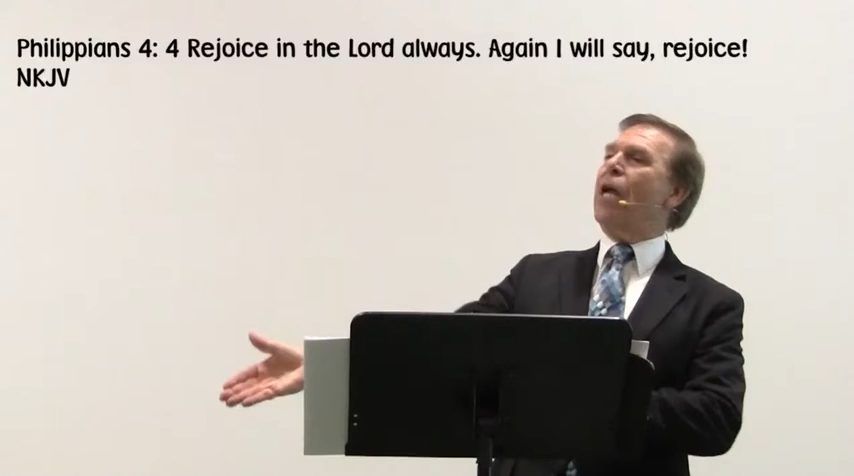 Philippians 4: 4 Rejoice in the Lord always. Again I will say, rejoice!
NKJV